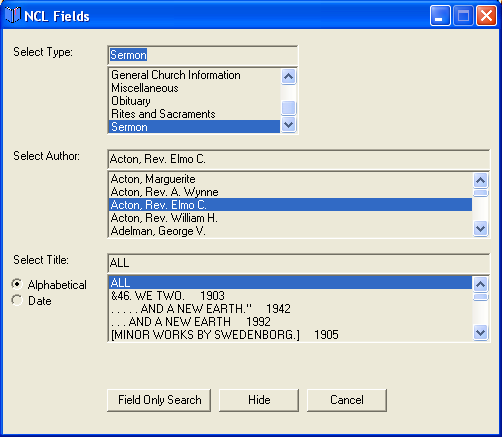 NCL Fields
Select Type:
Sermon
General Church Information
Miscellaneous
Obituary
Rites and Sacraments
Sermon
Select Author:
Acton, Rev. Elmo C.
Acton, Marguerite
Acton, Rev. A. Wynne
Acton, Rev. Elmo C.
Acton, Rev. William H.
Adelman, George V.
Select Title:
ALL
Alphabetical
Date
ALL
&46. WE TWO. 1903
. . . . . AND A NEW EARTH." 1942
. . . AND A NEW EARTH 1992
[MINOR WORKS BY SWEDENBORG.] 1905
Field Only Search
Hide
Cancel